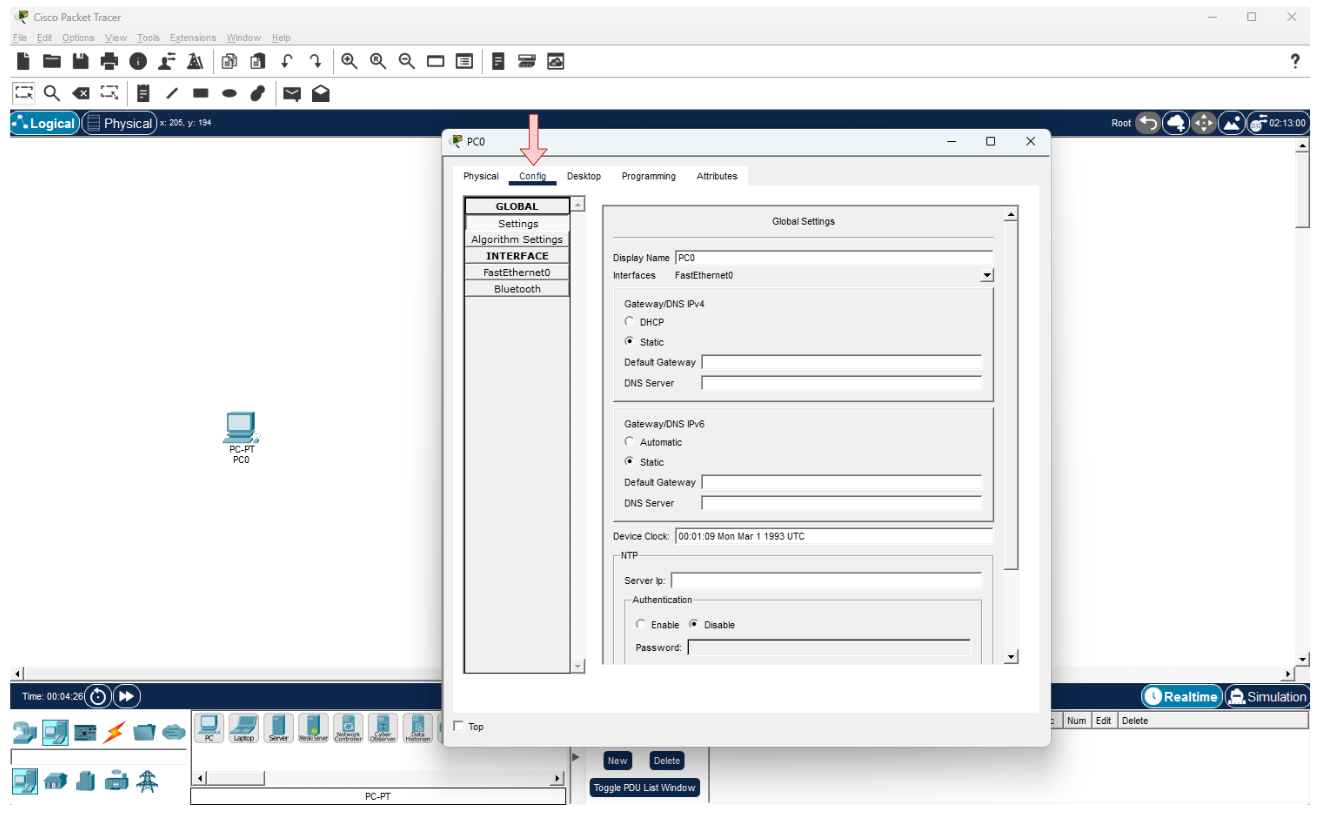 Cisco Packet Tracer
File Edit Options View Tools Extensions Window Help
?
Logical Physical x: 205, y: 194
Root 02:13:00
PC0
Physical Config Desktop Programming Attributes
GLOBAL
Settings
Algorithm Settings
INTERFACE
FastEthernet0
Bluetooth
Global Settings
Display Name PC0
Interfaces FastEthernet0
Gateway/DNS IPv4
DHCP
Static
Default Gateway
DNS Server
Gateway/DNS IPv6
Automatic
Static
Default Gateway
DNS Server
Device Clock: 00:01:09 Mon Mar 1 1993 UTC
NTP
Server Ip:
Authentication
Enable Disable
Password:
Top
PC-PT
PC0
Time: 00:04:26
Realtime Simulation
PC Laptop Server Meraki Server Network Controller Cyber Observer Data Historian
Num Edit Delete
New Delete
Toggle PDU List Window
PC-PT